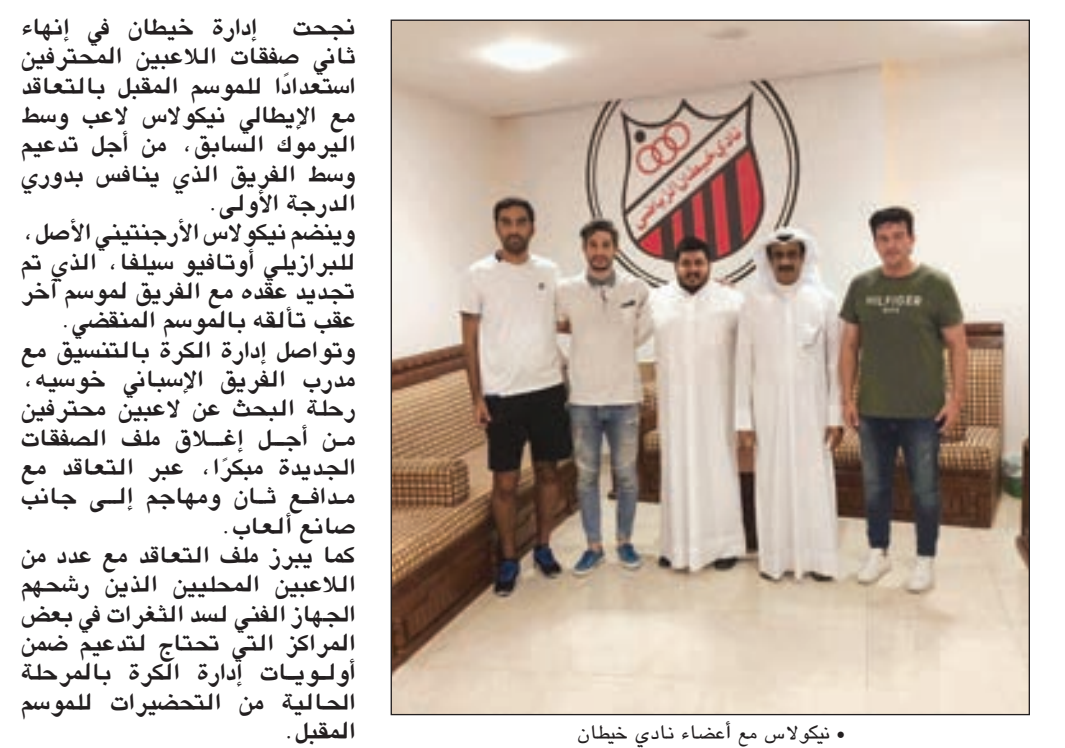 نجحت إدارة خيطان في إنهاء
ثاني صفقات اللاعبين المحترفين
استعدادًا للموسم المقبل بالتعاقد
مع الإيطالي نيكولاس لاعب وسط
اليرموك السابق، من أجل تدعيم
وسط الفريق الذي ينافس بدوري
الدرجة الأولى.
وينضم نيكولاس الأرجنتيني الأصل،
للبرازيلي أوتافيو سيلفا، الذي تم
تجديد عقده مع الفريق لموسم آخر
عقب تألقه بالموسم المنقضي.
وتواصل إدارة الكرة بالتنسيق مع
مدرب الفريق الإسباني خوسيه،
رحلة البحث عن لاعبين محترفين
من أجل إغلاق ملف الصفقات
الجديدة مبكرًا، عبر التعاقد مع
مدافع ثان ومهاجم إلى جانب
صانع ألعاب.
كما يبرز ملف التعاقد مع عدد من
اللاعبين المحليين الذين رشحهم
الجهاز الفني لسد الثغرات في بعض
المراكز التي تحتاج لتدعيم ضمن
أولويات إدارة الكرة بالمرحلة
الحالية من التحضيرات للموسم
المقبل.
نادي خيطان الرياضي
HILFIGER
• نيكولاس مع أعضاء نادي خيطان